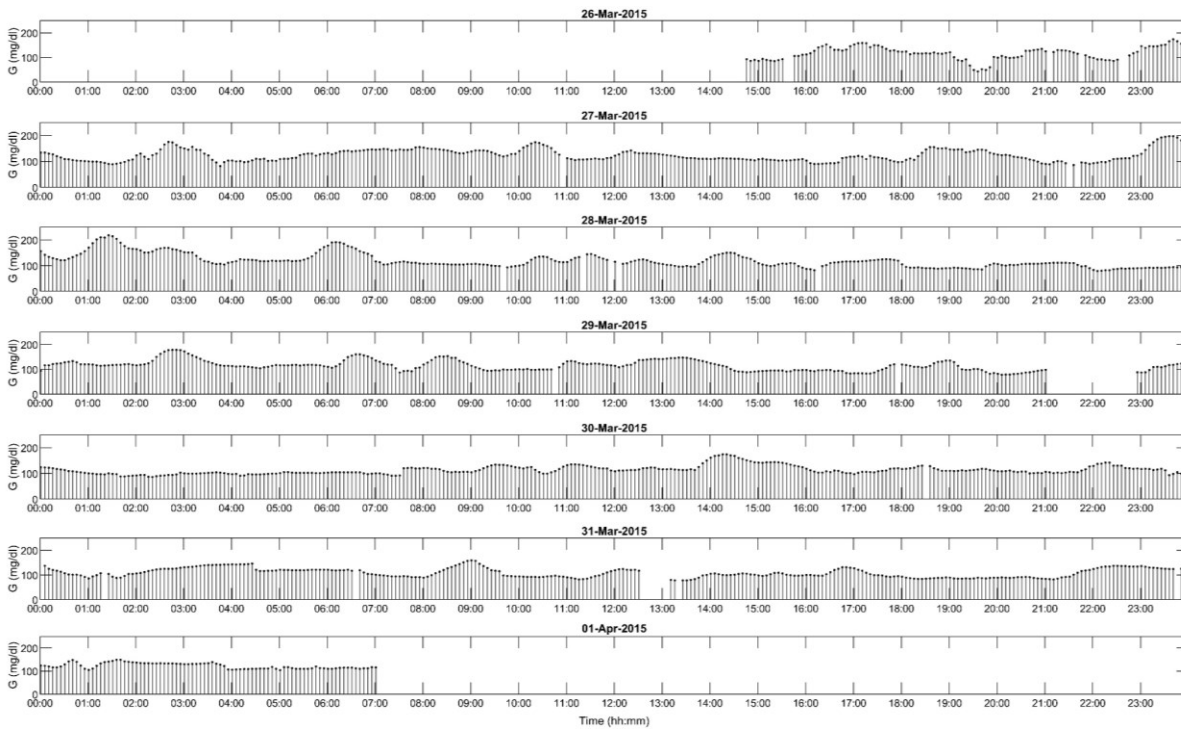 26-Mar-2015
G (mg/dl)
200
100
0
00:00 01:00 02:00 03:00 04:00 05:00 06:00 07:00 08:00 09:00 10:00 11:00 12:00 13:00 14:00 15:00 16:00 17:00 18:00 19:00 20:00 21:00 22:00 23:00
27-Mar-2015
G (mg/dl)
200
100
0
00:00 01:00 02:00 03:00 04:00 05:00 06:00 07:00 08:00 09:00 10:00 11:00 12:00 13:00 14:00 15:00 16:00 17:00 18:00 19:00 20:00 21:00 22:00 23:00
28-Mar-2015
G (mg/dl)
200
100
0
00:00 01:00 02:00 03:00 04:00 05:00 06:00 07:00 08:00 09:00 10:00 11:00 12:00 13:00 14:00 15:00 16:00 17:00 18:00 19:00 20:00 21:00 22:00 23:00
29-Mar-2015
G (mg/dl)
200
100
0
00:00 01:00 02:00 03:00 04:00 05:00 06:00 07:00 08:00 09:00 10:00 11:00 12:00 13:00 14:00 15:00 16:00 17:00 18:00 19:00 20:00 21:00 22:00 23:00
30-Mar-2015
G (mg/dl)
200
100
0
00:00 01:00 02:00 03:00 04:00 05:00 06:00 07:00 08:00 09:00 10:00 11:00 12:00 13:00 14:00 15:00 16:00 17:00 18:00 19:00 20:00 21:00 22:00 23:00
31-Mar-2015
G (mg/dl)
200
100
0
00:00 01:00 02:00 03:00 04:00 05:00 06:00 07:00 08:00 09:00 10:00 11:00 12:00 13:00 14:00 15:00 16:00 17:00 18:00 19:00 20:00 21:00 22:00 23:00
01-Apr-2015
G (mg/dl)
200
100
0
00:00 01:00 02:00 03:00 04:00 05:00 06:00 07:00 08:00 09:00 10:00 11:00 12:00 13:00 14:00 15:00 16:00 17:00 18:00 19:00 20:00 21:00 22:00 23:00
Time (hh:mm)